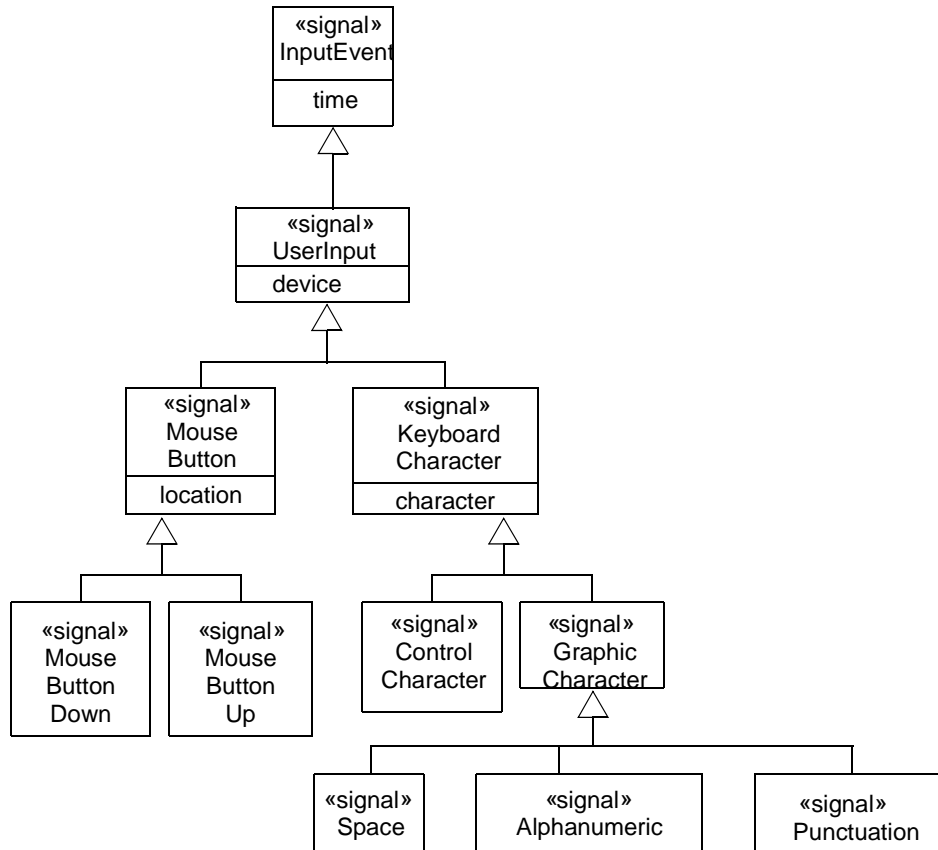 «signal»
InputEvent
time
«signal»
UserInput
device
«signal»
Mouse
Button
location
«signal»
Keyboard
Character
character
«signal»
Mouse
Button
Down
«signal»
Mouse
Button
Up
«signal»
Control
Character
«signal»
Graphic
Character
«signal»
Space
«signal»
Alphanumeric
«signal»
Punctuation